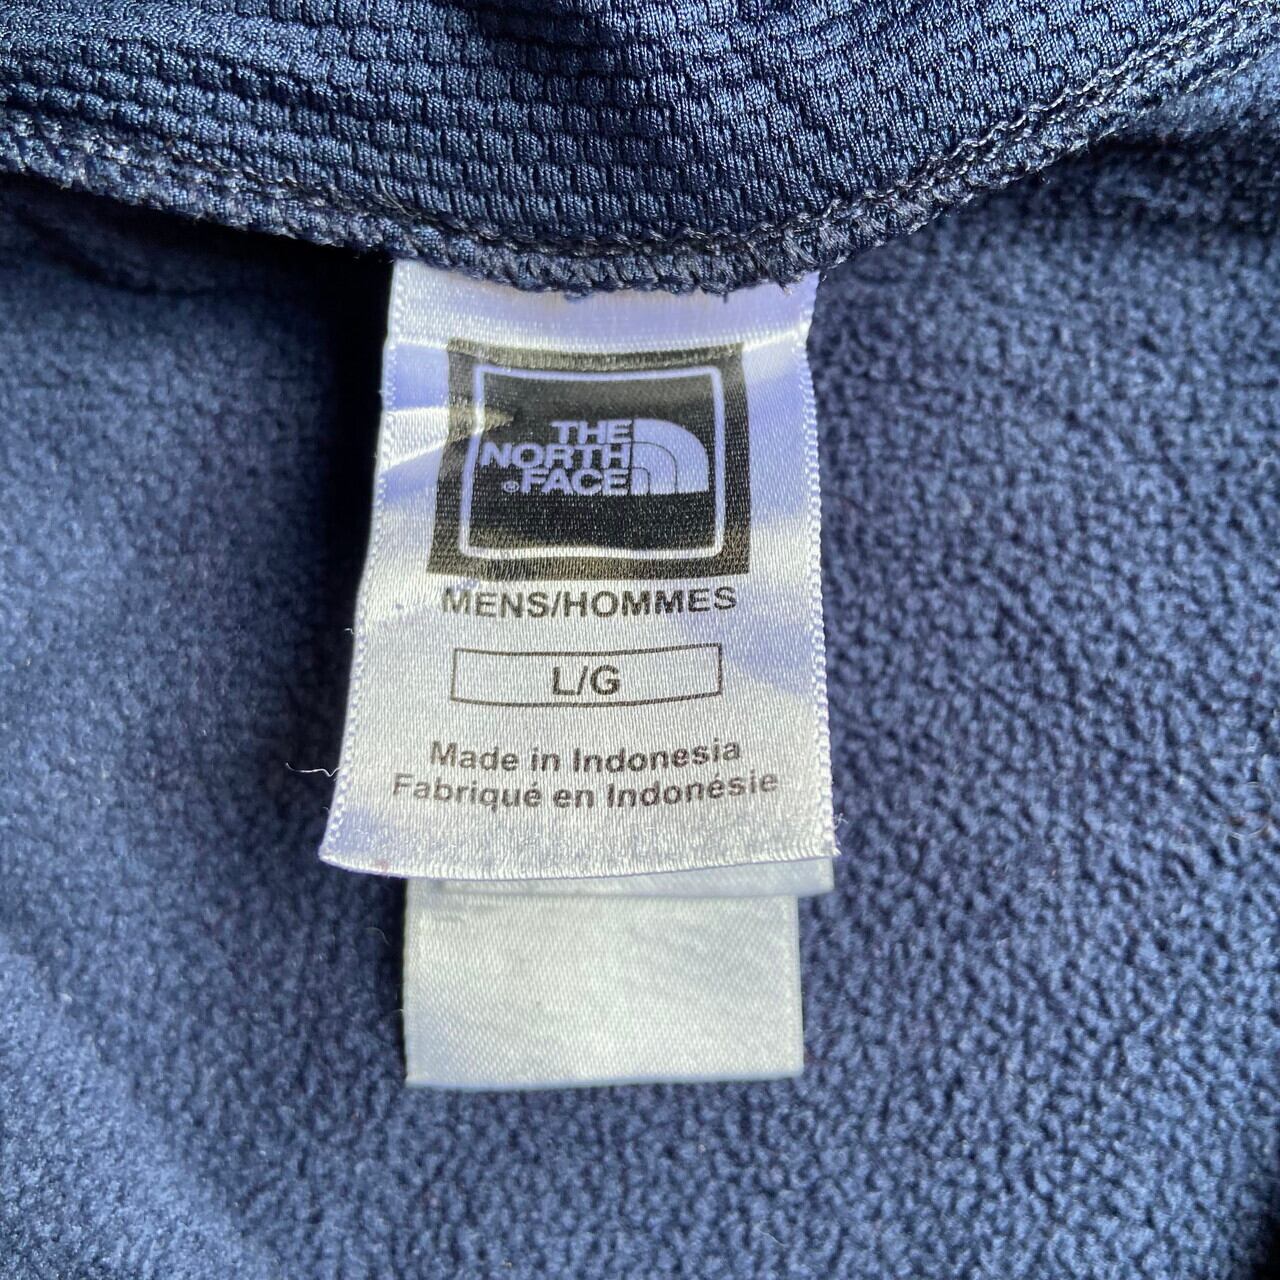 THE
NORTH
®FACE
MENS/HOMMES
L/G
Made in Indonesia
Fabriqué en Indonésie